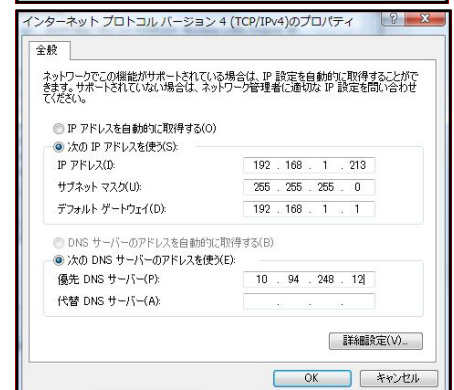 インターネット プロトコル バージョン 4 (TCP/IPv4)のプロパティ
全般
ネットワークでこの機能がサポートされている場合は、IP 設定を自動的に取得することがで
きます。サポートされていない場合は、ネットワーク管理者に適切な IP 設定を問い合わせ
てください。
IP アドレスを自動的に取得する(O)
次の IP アドレスを使う(S):
IP アドレス(I): 192 . 168 . 1 . 213
サブネット マスク(U): 255 . 255 . 255 . 0
デフォルト ゲートウェイ(D): 192 . 168 . 1 . 1
DNS サーバーのアドレスを自動的に取得する(B)
次の DNS サーバーのアドレスを使う(E):
優先 DNS サーバー(P): 10 . 94 . 248 . 12
代替 DNS サーバー(A): . . .
詳細設定(V)...
OK キャンセル